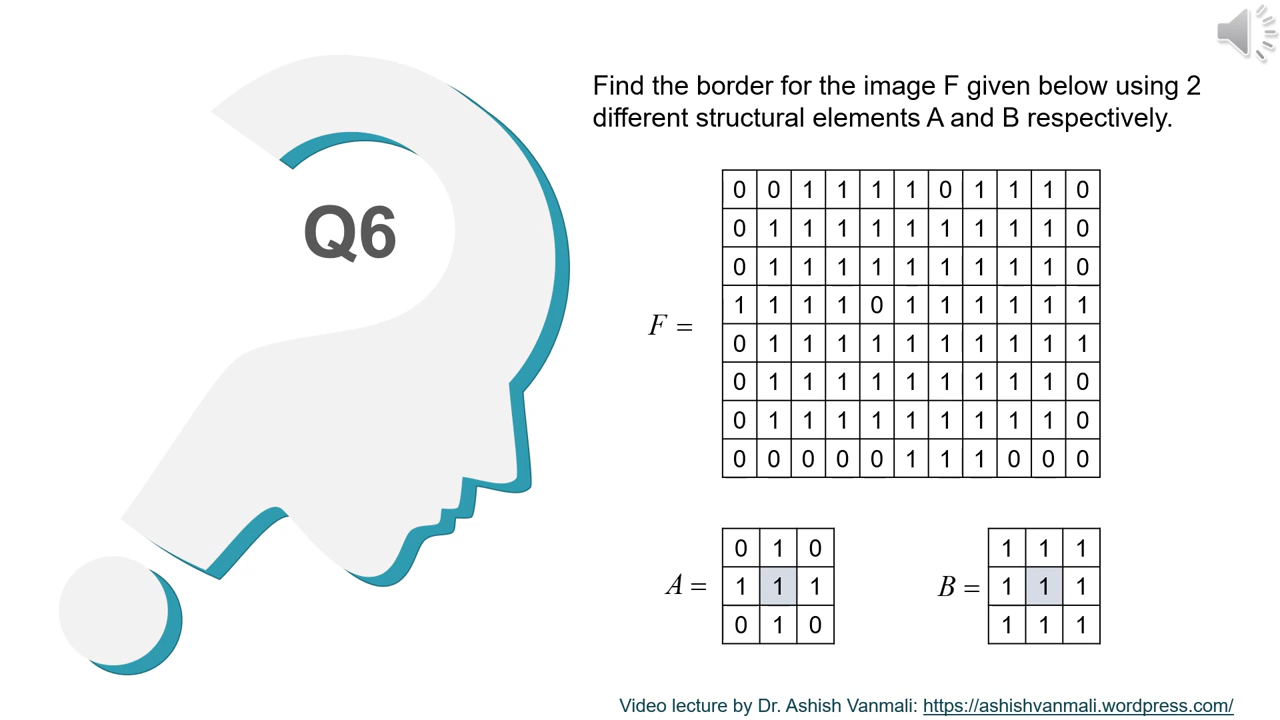 Find the border for the image F given below using 2
different structural elements A and B respectively.
Q6
F =
0 0 1 1 1 1 0 1 1 1 0
0 1 1 1 1 1 1 1 1 1 0
0 1 1 1 1 1 1 1 1 1 0
1 1 1 1 0 1 1 1 1 1 1
0 1 1 1 1 1 1 1 1 1 1
0 1 1 1 1 1 1 1 1 1 0
0 1 1 1 1 1 1 1 1 1 0
0 0 0 0 0 1 1 1 0 0 0
A =
0 1 0
1 1 1
0 1 0
B =
1 1 1
1 1 1
1 1 1
Video lecture by Dr. Ashish Vanmali: https://ashishvanmali.wordpress.com/